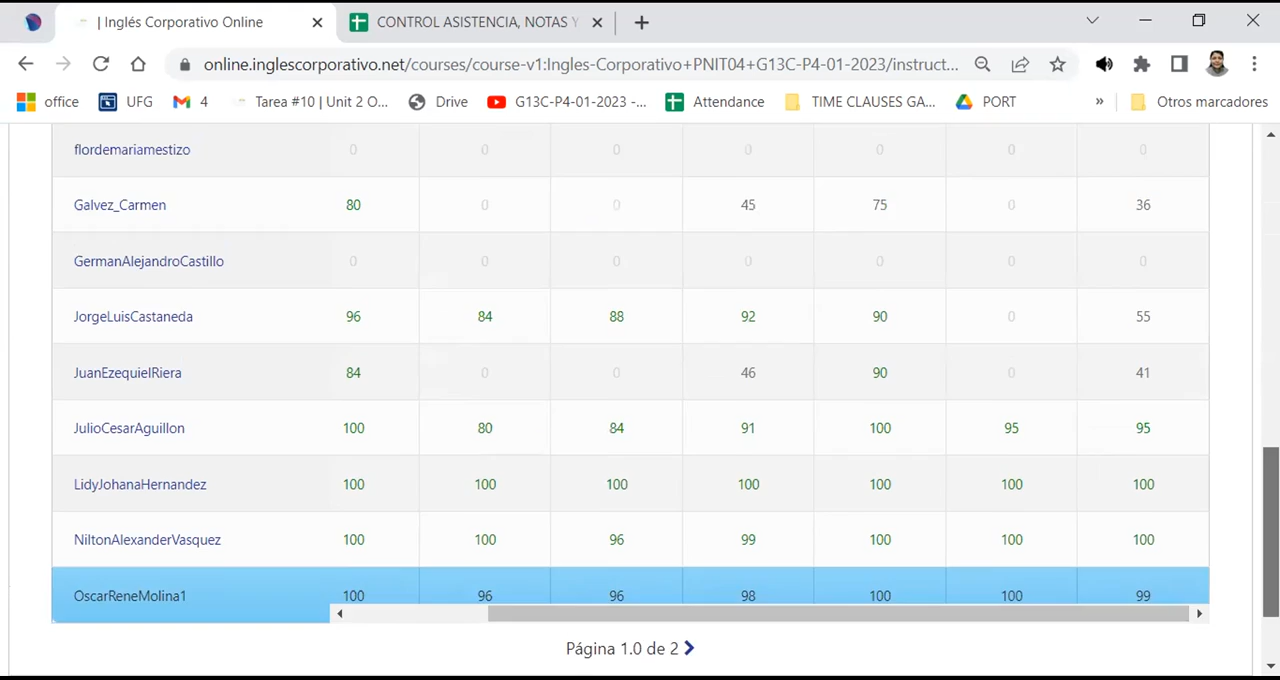 | Inglés Corporativo Online
CONTROL ASISTENCIA, NOTAS Y
online.inglescorporativo.net/courses/course-v1:Ingles-Corporativo+PNIT04+G13C-P4-01-2023/instruct...
office UFG 4 Tarea #10 | Unit 2 O... Drive G13C-P4-01-2023 -... Attendance TIME CLAUSES GA... PORT » Otros marcadores
flordemariamestizo 0 0 0 0 0 0 0
Galvez_Carmen 80 0 0 45 75 0 36
GermanAlejandroCastillo 0 0 0 0 0 0 0
JorgeLuisCastaneda 96 84 88 92 90 0 55
JuanEzequielRiera 84 0 0 46 90 0 41
JulioCesarAguillon 100 80 84 91 100 95 95
LidyJohanaHernandez 100 100 100 100 100 100 100
NiltonAlexanderVasquez 100 100 96 99 100 100 100
OscarReneMolina1 100 96 96 98 100 100 99
Página 1.0 de 2